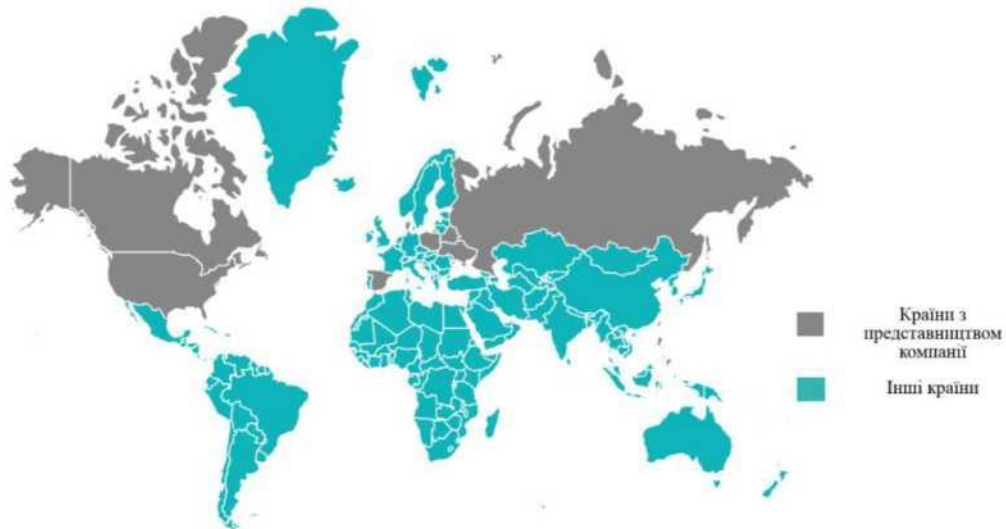 Країни з
представництвом
компанії
Інші країни